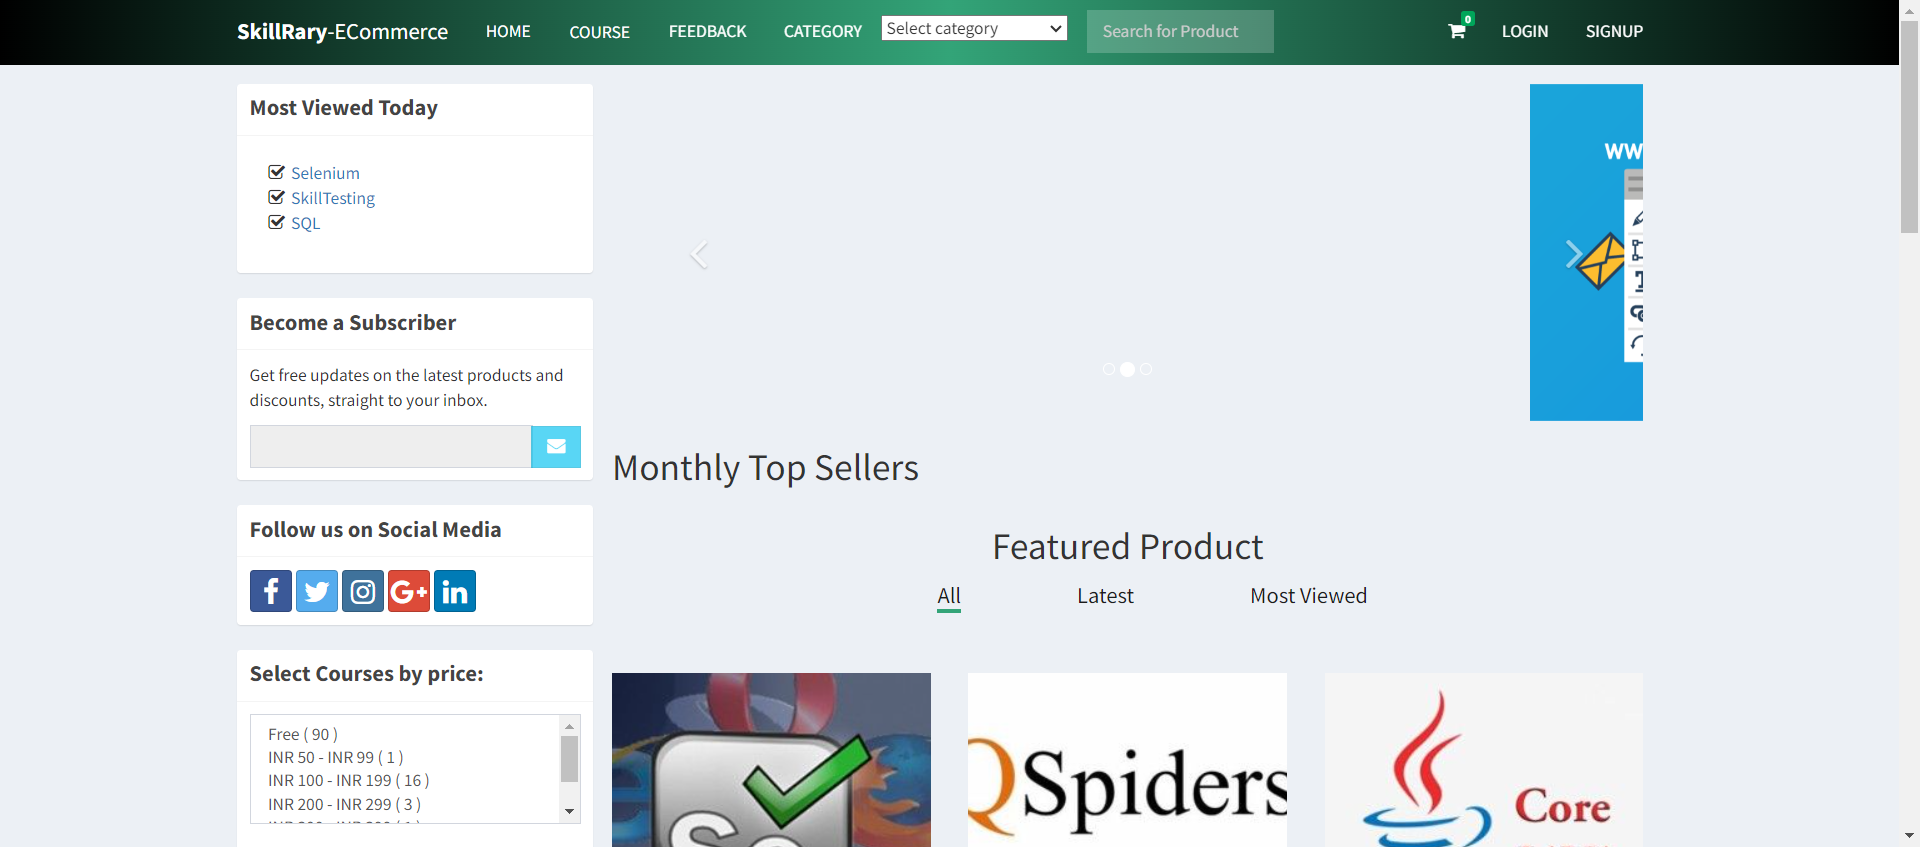 SkillRary-ECommerce HOME COURSE FEEDBACK CATEGORY Select category Search for Product 0 LOGIN SIGNUP
Most Viewed Today
Selenium
SkillTesting
SQL
Become a Subscriber
Get free updates on the latest products and
discounts, straight to your inbox.
Follow us on Social Media
Select Courses by price:
Free ( 90 )
INR 50 - INR 99 ( 1 )
INR 100 - INR 199 ( 16 )
INR 200 - INR 299 ( 3 )
WW
Monthly Top Sellers
Featured Product
All Latest Most Viewed
Se
QSpiders
Core